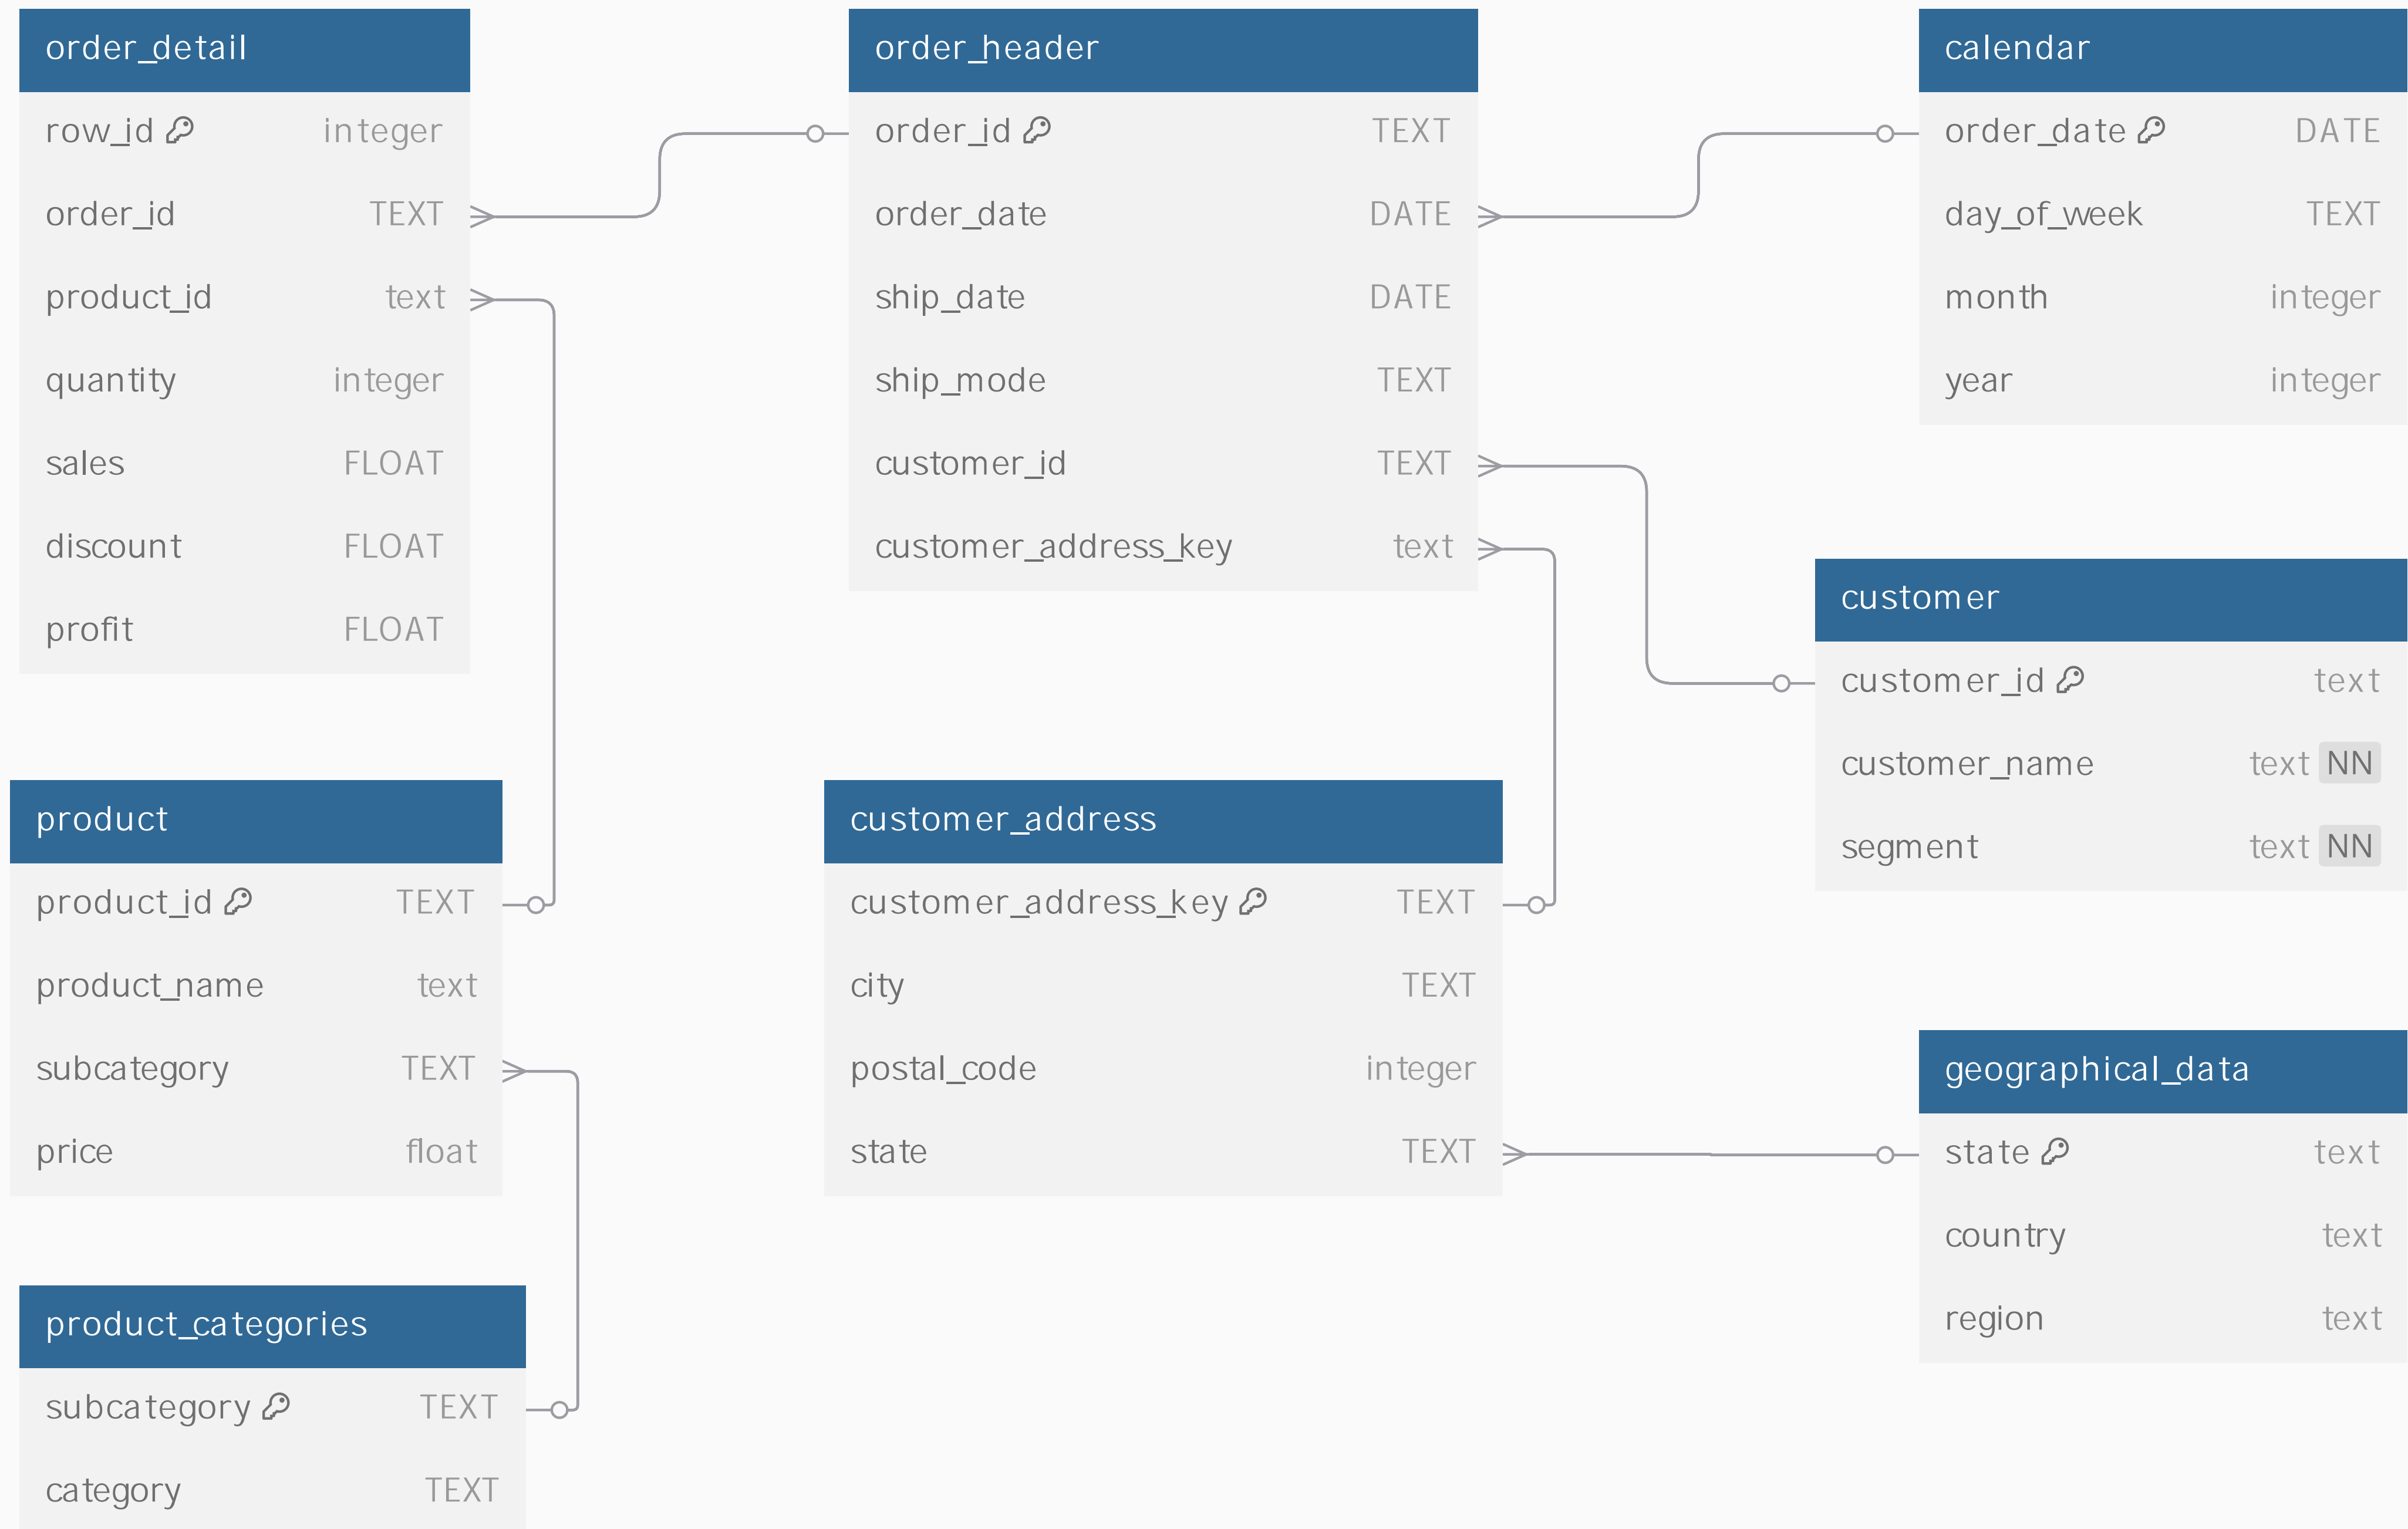 order_detail
row_id integer
order_id TEXT
product_id text
quantity integer
sales FLOAT
discount FLOAT
profit FLOAT
order_header
order_id TEXT
order_date DATE
ship_date DATE
ship_mode TEXT
customer_id TEXT
customer_address_key text
calendar
order_date DATE
day_of_week TEXT
month integer
year integer
customer
customer_id text
customer_name text NN
segment text NN
product
product_id TEXT
product_name text
subcategory TEXT
price float
customer_address
customer_address_key TEXT
city TEXT
postal_code integer
state TEXT
geographical_data
state text
country text
region text
product_categories
subcategory TEXT
category TEXT